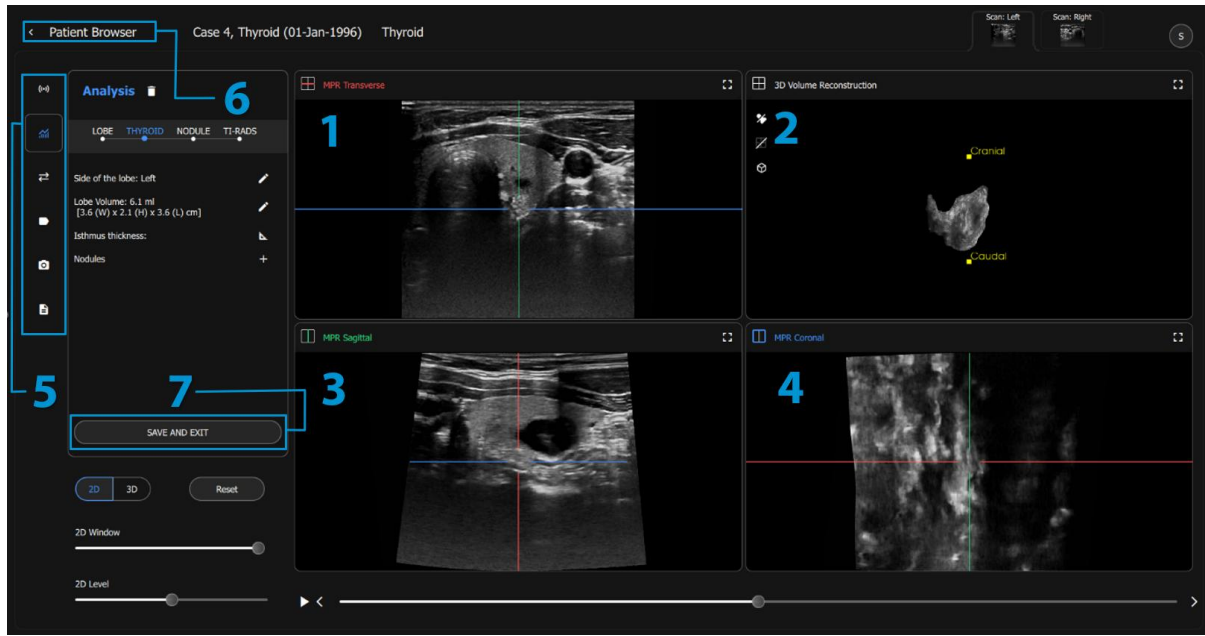 Patient Browser
Case 4, Thyroid (01-Jan-1996) Thyroid
Scan: Left
Scan: Right
S
6
Analysis
LOBE THYROID NODULE TI-RADS
Side of the lobe: Left
Lobe Volume: 6.1 ml
[3.6 (W) x 2.1 (H) x 3.6 (L) cm]
Isthmus thickness:
Nodules
5
7
SAVE AND EXIT
2D 3D Reset
2D Window
2D Level
MPR Transverse
1
3D Volume Reconstruction
2
Cranial
Caudal
MPR Sagittal
3
MPR Coronal
4